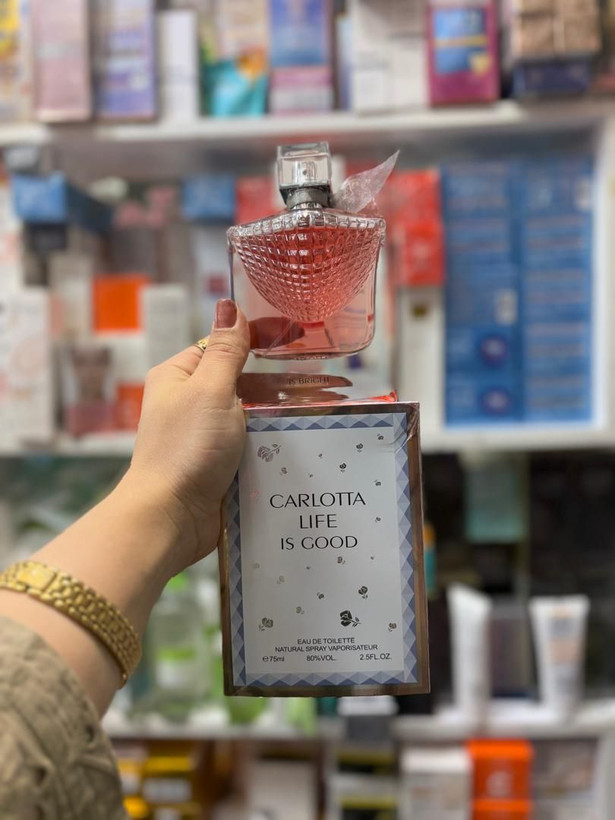 CARLOTTA
LIFE
IS GOOD
EAU DE TOILETTE
NATURAL SPRAY VAPORISATEUR
℮75ml 80%VOL. 2.5FL.OZ.